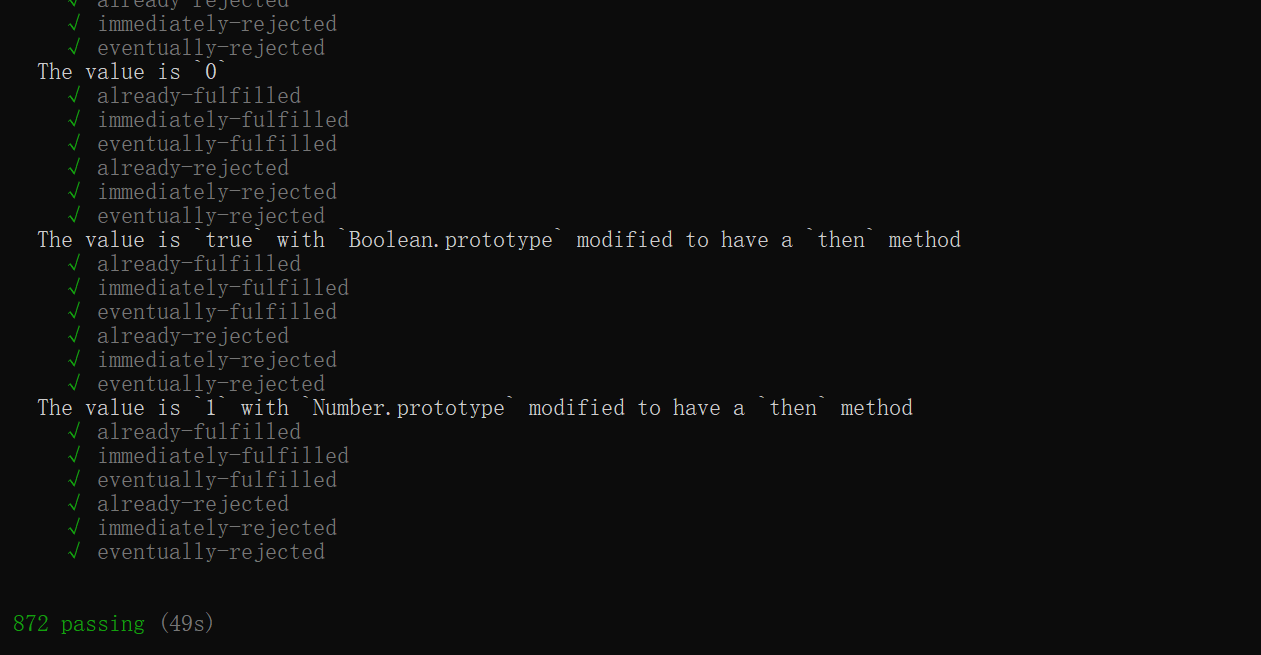 √ already-rejected
√ immediately-rejected
√ eventually-rejected
The value is `0`
√ already-fulfilled
√ immediately-fulfilled
√ eventually-fulfilled
√ already-rejected
√ immediately-rejected
√ eventually-rejected
The value is `true` with `Boolean.prototype` modified to have a `then` method
√ already-fulfilled
√ immediately-fulfilled
√ eventually-fulfilled
√ already-rejected
√ immediately-rejected
√ eventually-rejected
The value is `1` with `Number.prototype` modified to have a `then` method
√ already-fulfilled
√ immediately-fulfilled
√ eventually-fulfilled
√ already-rejected
√ immediately-rejected
√ eventually-rejected
872 passing (49s)